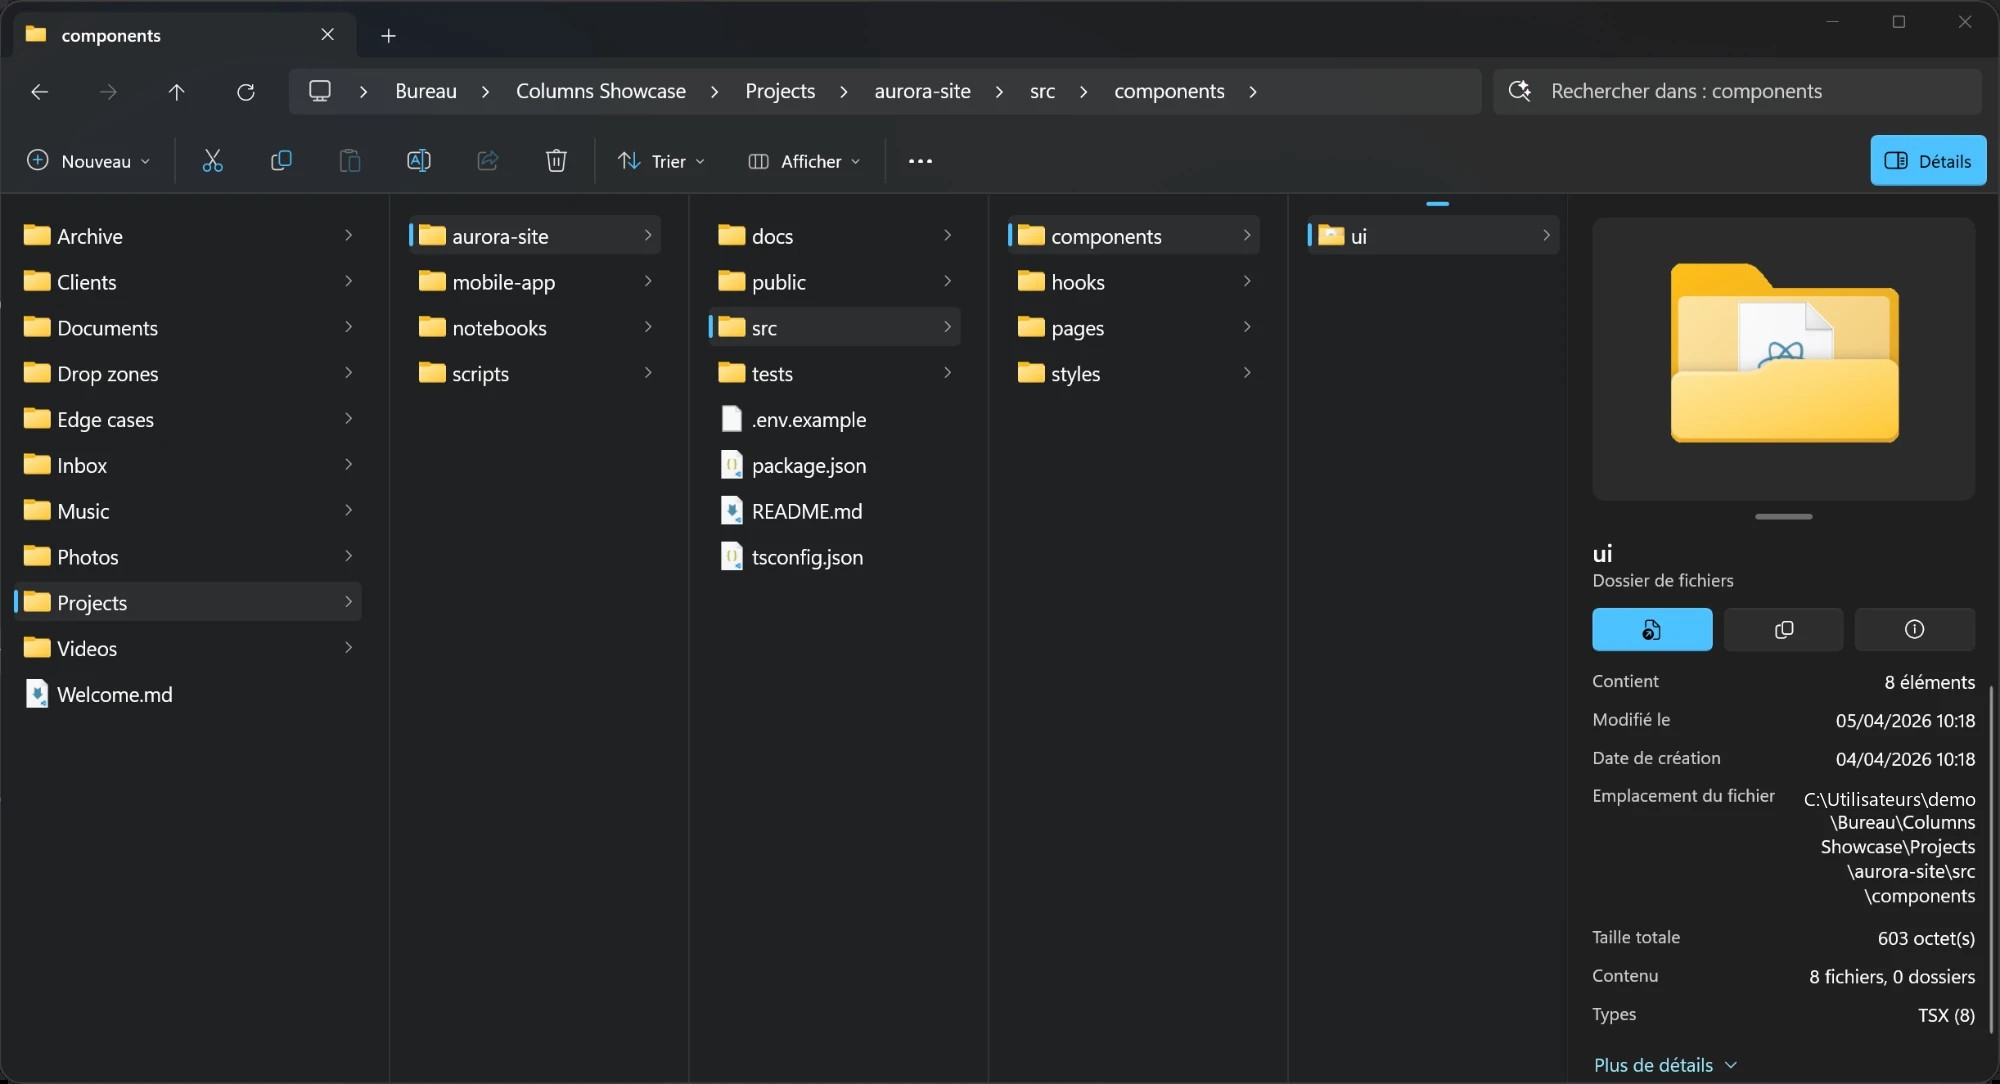 components
Bureau Columns Showcase Projects aurora-site src components
Rechercher dans : components
Nouveau
Trier
Afficher
Détails
Archive
Clients
Documents
Drop zones
Edge cases
Inbox
Music
Photos
Projects
Videos
Welcome.md
aurora-site
mobile-app
notebooks
scripts
docs
public
src
tests
.env.example
package.json
README.md
tsconfig.json
components
hooks
pages
styles
ui
ui
Dossier de fichiers
Contient 8 éléments
Modifié le 05/04/2026 10:18
Date de création 04/04/2026 10:18
Emplacement du fichier C:\Utilisateurs\demo
\Bureau\Columns
Showcase\Projects
\aurora-site\src
\components
Taille totale 603 octet(s)
Contenu 8 fichiers, 0 dossiers
Types TSX (8)
Plus de détails